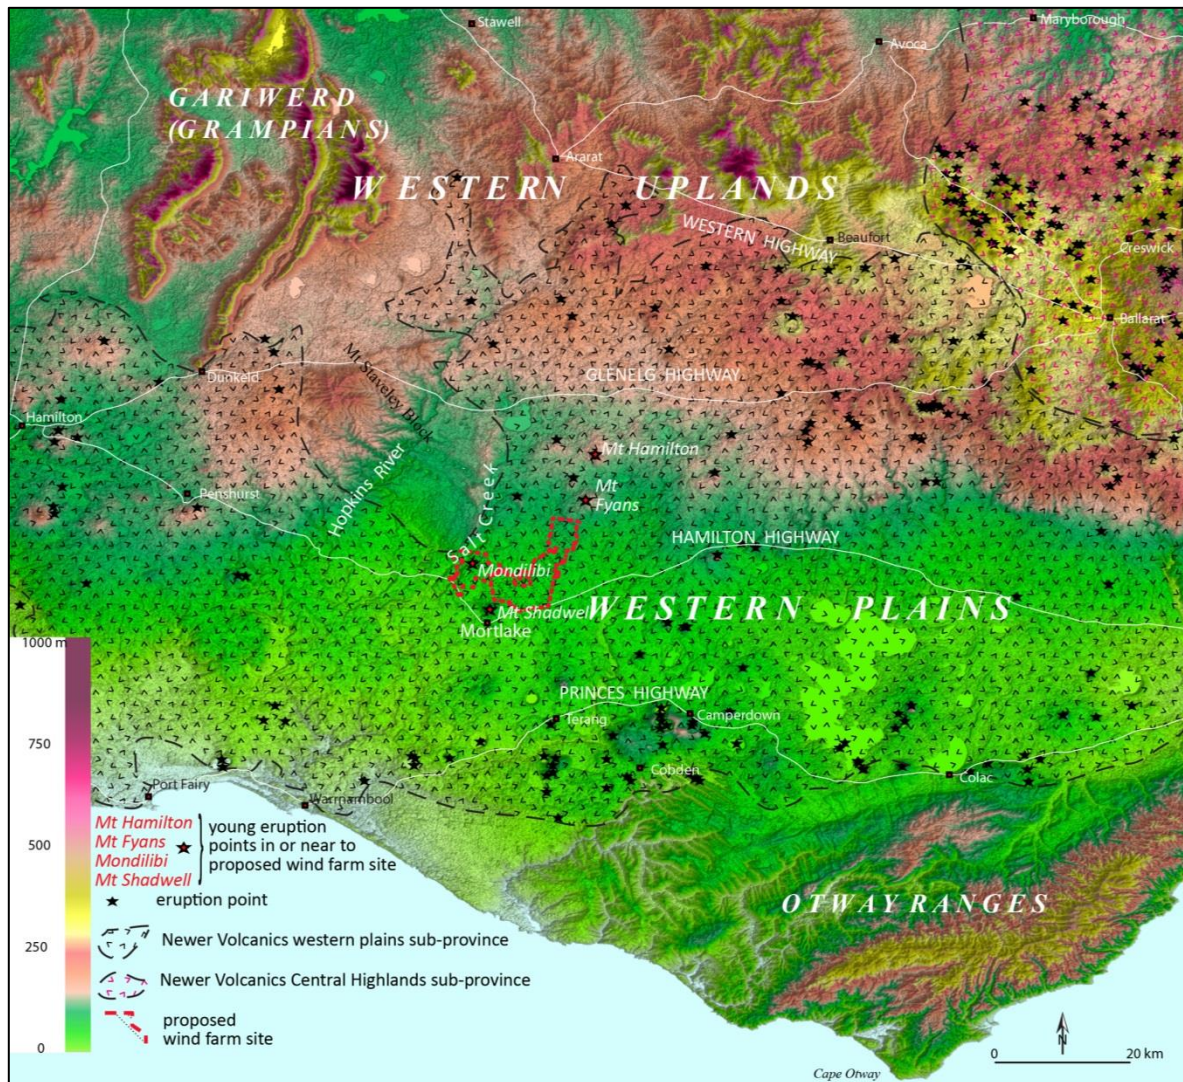 Stawell
Maryborough
Avoca
GARIWERD
(GRAMPIANS)
Ararat
WESTERN UPLANDS
WESTERN HIGHWAY
Beaufort
Creswick
Ballarat
Dunkeld
Mt Staveley Block
GLENELG HIGHWAY
Hamilton
Mt Hamilton
Penshurst
Hopkins River
Salt Creek
Mt
Fyans
HAMILTON HIGHWAY
Mondilibi
Mt Shadwell
Mortlake
WESTERN PLAINS
PRINCES HIGHWAY
Terang
Camperdown
Cobden
Colac
Port Fairy
Warrnambool
OTWAY RANGES
Cape Otway
1000 m
750
500
250
0
Mt Hamilton
Mt Fyans
Mondilibi
Mt Shadwell
young eruption
points in or near to
proposed wind farm site
eruption point
Newer Volcanics western plains sub-province
Newer Volcanics Central Highlands sub-province
proposed
wind farm site
N
0 20 km